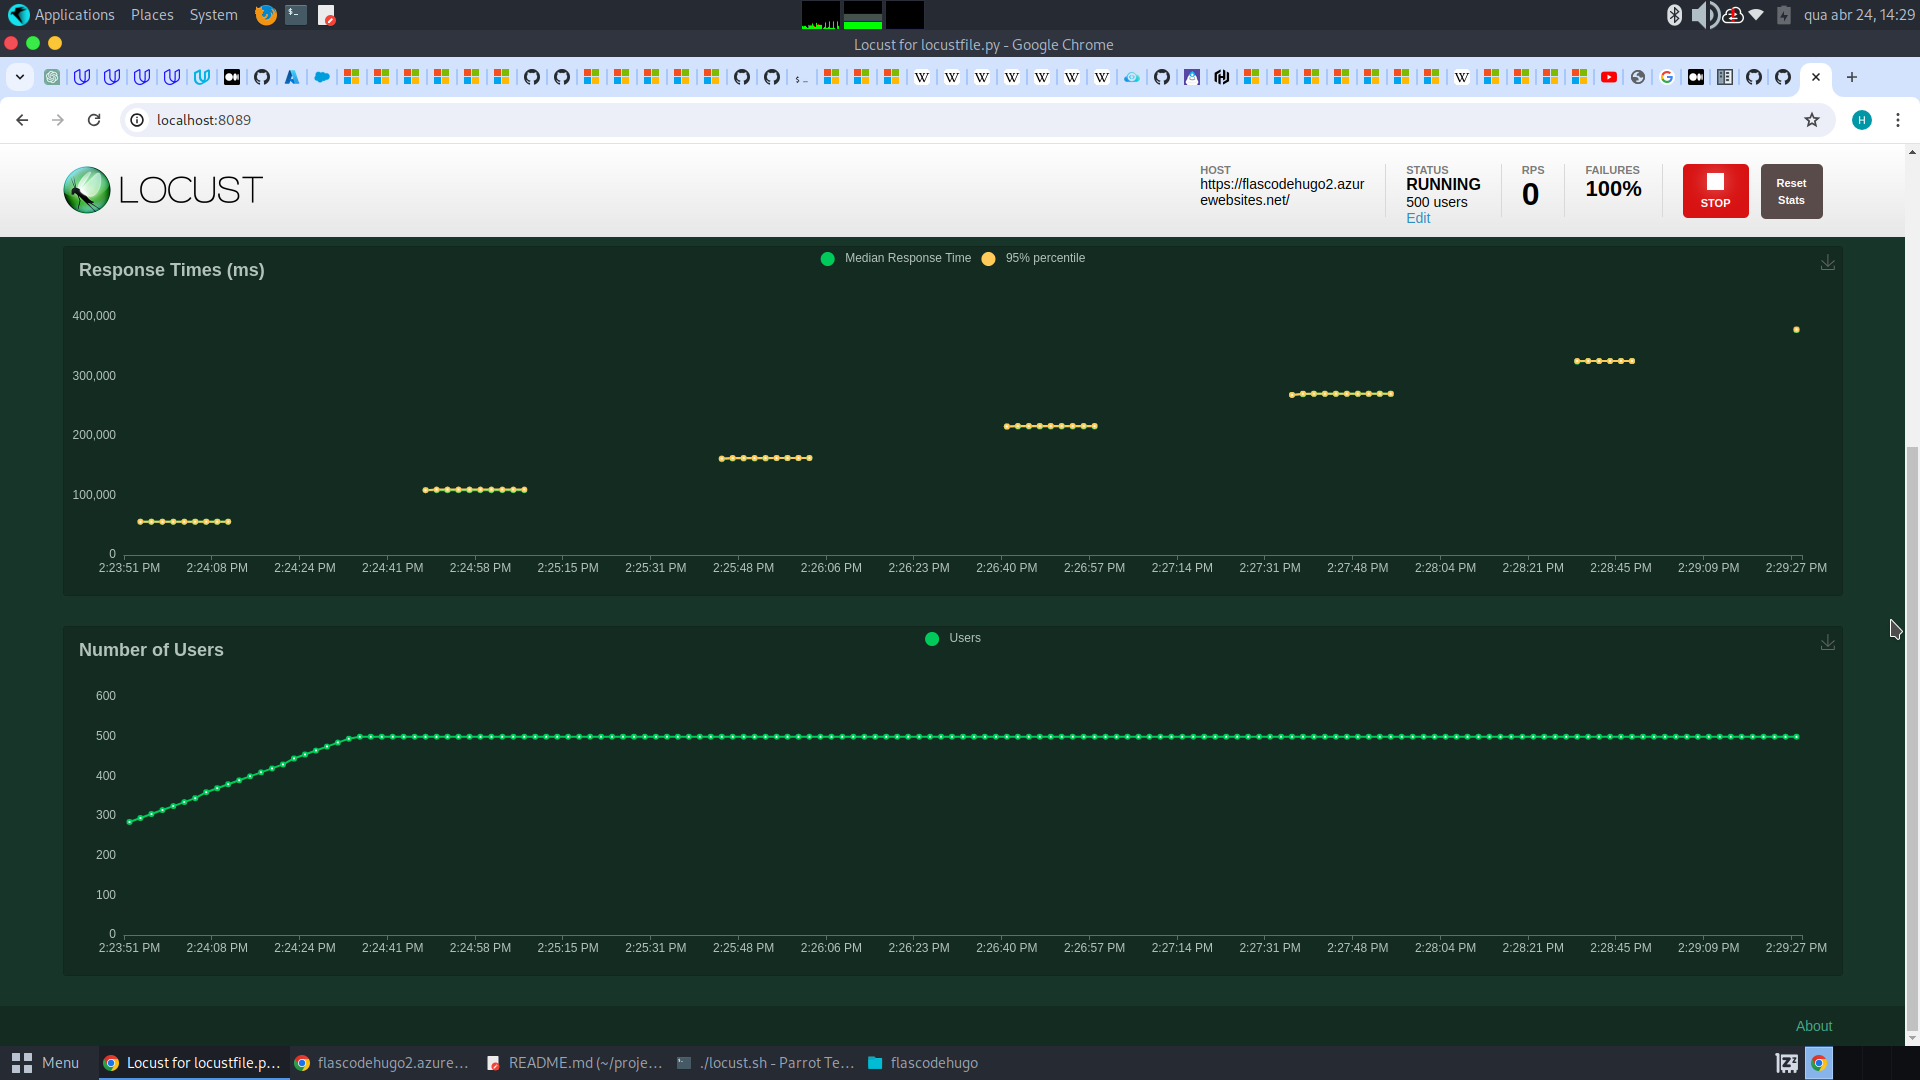 Applications Places System
qua abr 24, 14:29
Locust for locustfile.py - Google Chrome
localhost:8089
H
LOCUST
HOST
https://flascodehugo2.azur
ewebsites.net/
STATUS
RUNNING
500 users
Edit
RPS
0
FAILURES
100%
STOP
Reset
Stats
Response Times (ms)
Median Response Time 95% percentile
400,000
300,000
200,000
100,000
0
2:23:51 PM 2:24:08 PM 2:24:24 PM 2:24:41 PM 2:24:58 PM 2:25:15 PM 2:25:31 PM 2:25:48 PM 2:26:06 PM 2:26:23 PM 2:26:40 PM 2:26:57 PM 2:27:14 PM 2:27:31 PM 2:27:48 PM 2:28:04 PM 2:28:21 PM 2:28:45 PM 2:29:09 PM 2:29:27 PM
Number of Users
Users
600
500
400
300
200
100
0
2:23:51 PM 2:24:08 PM 2:24:24 PM 2:24:41 PM 2:24:58 PM 2:25:15 PM 2:25:31 PM 2:25:48 PM 2:26:06 PM 2:26:23 PM 2:26:40 PM 2:26:57 PM 2:27:14 PM 2:27:31 PM 2:27:48 PM 2:28:04 PM 2:28:21 PM 2:28:45 PM 2:29:09 PM 2:29:27 PM
About
Menu Locust for locustfile.p... flascodehugo2.azure... README.md (~/proje... ./locust.sh - Parrot Te... flascodehugo